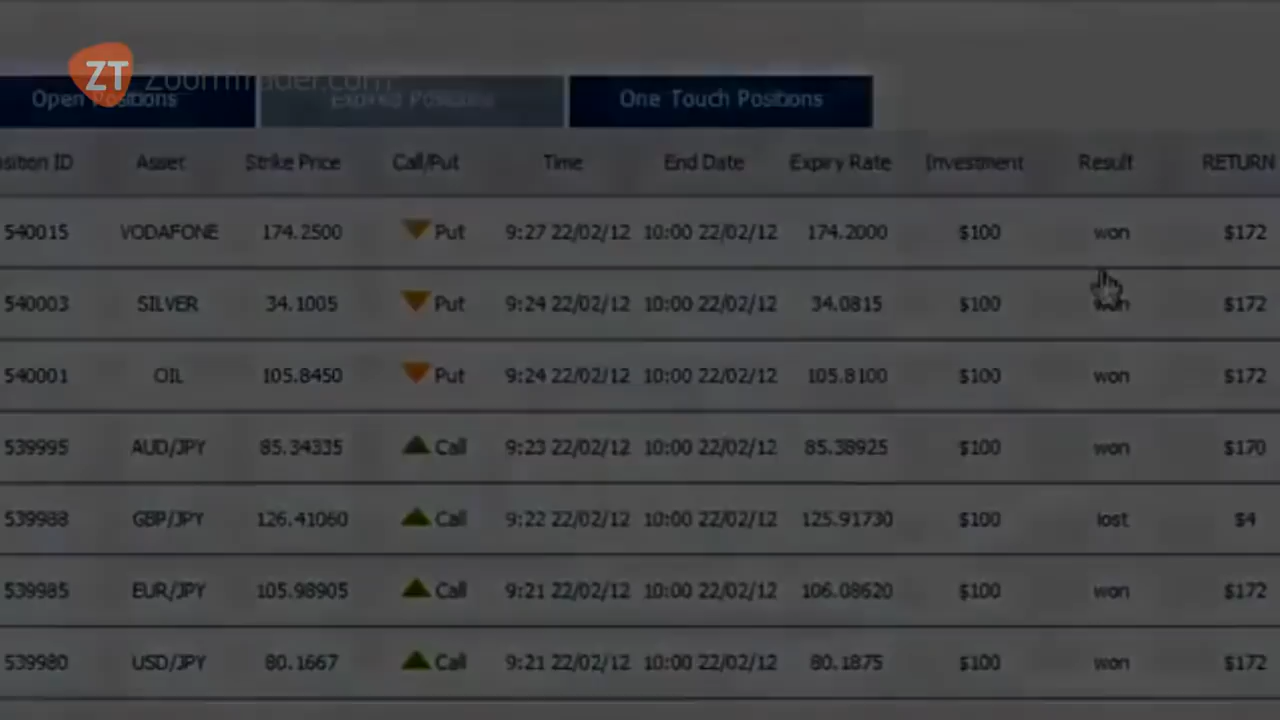 ZT ZoomTrader.com
Open Positions Expired Positions One Touch Positions
sition ID Asset Strike Price Call/Put Time End Date Expiry Rate Investment Result RETURN
540015 VODAFONE 174.2500 Put 9:27 22/02/12 10:00 22/02/12 174.2000 $100 won $172
540003 SILVER 34.1005 Put 9:24 22/02/12 10:00 22/02/12 34.0815 $100 won $172
540001 OIL 105.8450 Put 9:24 22/02/12 10:00 22/02/12 105.8100 $100 won $172
539995 AUD/JPY 85.34335 Call 9:23 22/02/12 10:00 22/02/12 85.38925 $100 won $170
539988 GBP/JPY 126.41060 Call 9:22 22/02/12 10:00 22/02/12 125.91730 $100 lost $4
539985 EUR/JPY 105.98905 Call 9:21 22/02/12 10:00 22/02/12 106.08620 $100 won $172
539980 USD/JPY 80.1667 Call 9:21 22/02/12 10:00 22/02/12 80.1875 $100 won $172